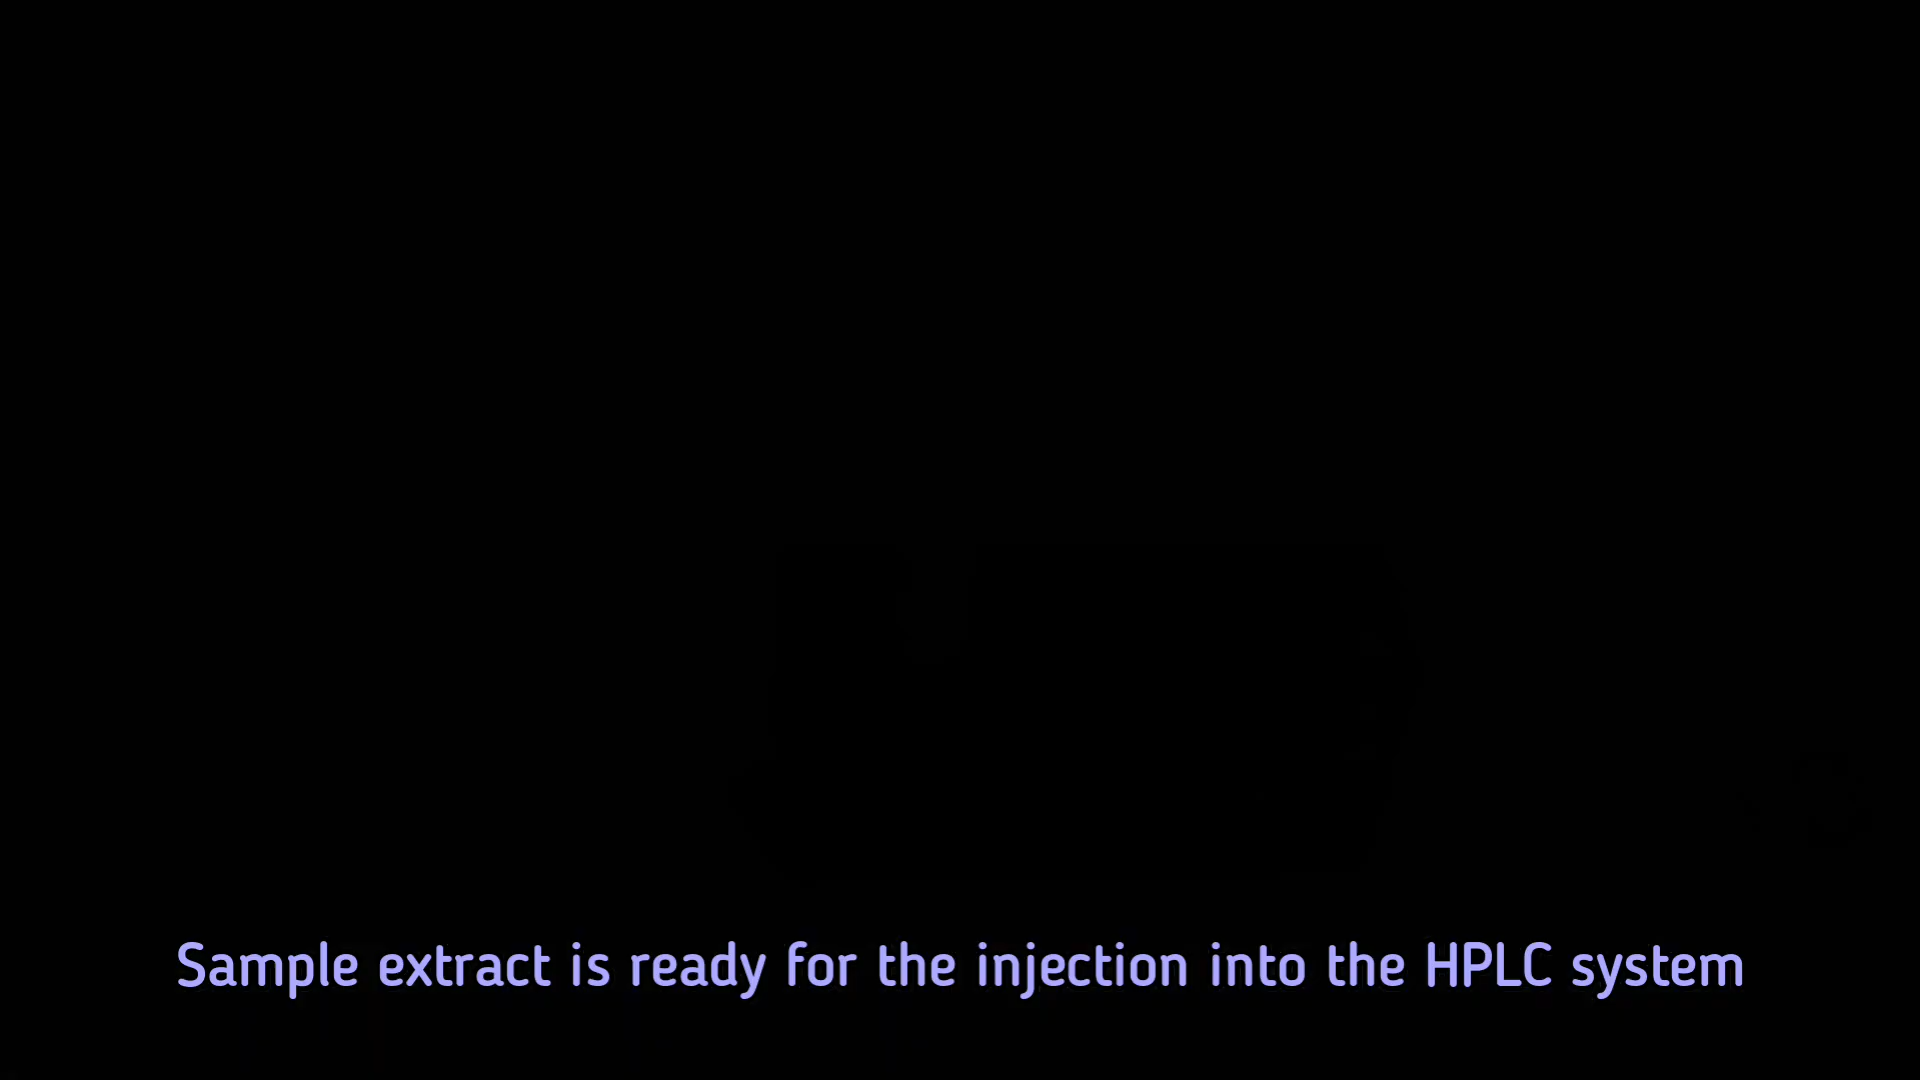 Sample extract is ready for the injection into the HPLC system